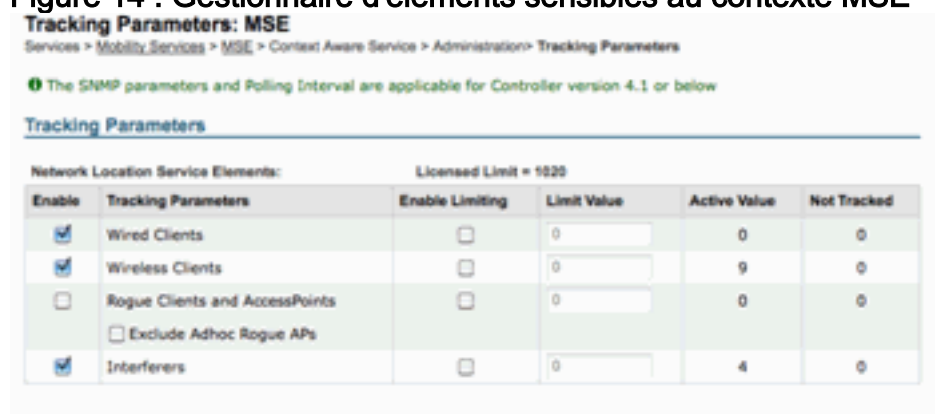 Figure 14 : Gestionnaire d'éléments sensibles au contexte MSE
Tracking Parameters: MSE
Services > Mobility Services > MSE > Context Aware Service > Administration> Tracking Parameters
The SNMP parameters and Polling Interval are applicable for Controller version 4.1 or below
Tracking Parameters
Network Location Service Elements: Licensed Limit = 1020
Enable Tracking Parameters Enable Limiting Limit Value Active Value Not Tracked
Wired Clients 0 0 0
Wireless Clients 0 9 0
Rogue Clients and AccessPoints 0 0 0
Exclude Adhoc Rogue APs
Interferers 0 4 0